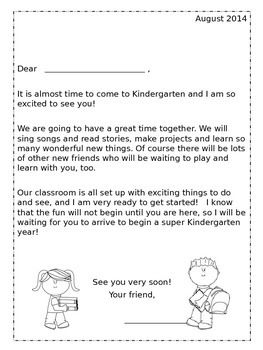 August 2014
Dear ____________________ ,
It is almost time to come to Kindergarten and I am so
excited to see you!
We are going to have a great time together. We will
sing songs and read stories, make projects and learn so
many wonderful new things. Of course there will be lots
of other new friends who will be waiting to play and
learn with you, too.
Our classroom is all set up with exciting things to do
and see, and I am very ready to get started! I know
that the fun will not begin until you are here, so I will be
waiting for you to arrive to begin a super Kindergarten
year!
See you very soon!
Your friend,
_______________